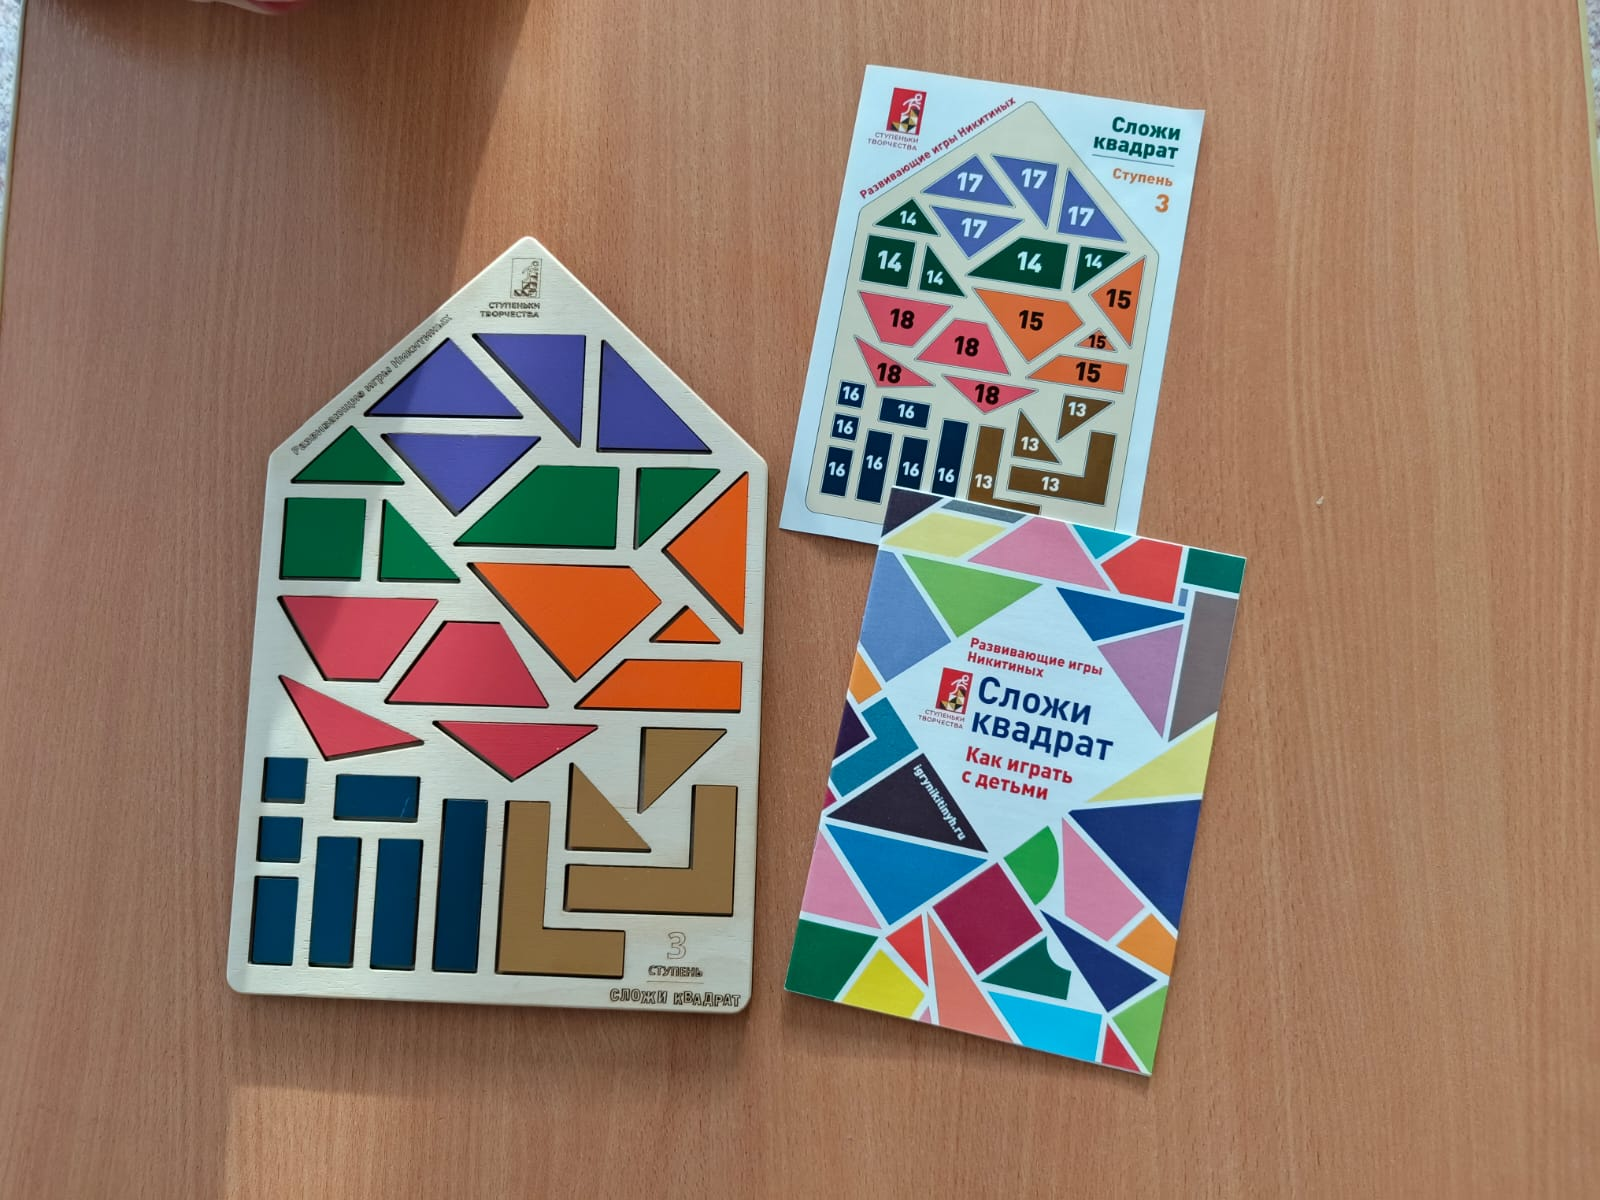 СТУПЕНЬКИ
ТВОРЧЕСТВА
Развивающие игры Никитиных
3
СТУПЕНЬ
СЛОЖИ КВАДРАТ
СТУПЕНЬКИ
ТВОРЧЕСТВА
Развивающие игры Никитиных
Сложи
квадрат
Ступень
3
17
17
17
17
14
14
14
14
14
15
15
15
15
18
18
18
18
16
16
16
16
16
16
16
13
13
13
13
Развивающие игры
Никитиных
СТУПЕНЬКИ
ТВОРЧЕСТВА
Сложи
квадрат
Как играть
с детьми
igrynikitinyh.ru